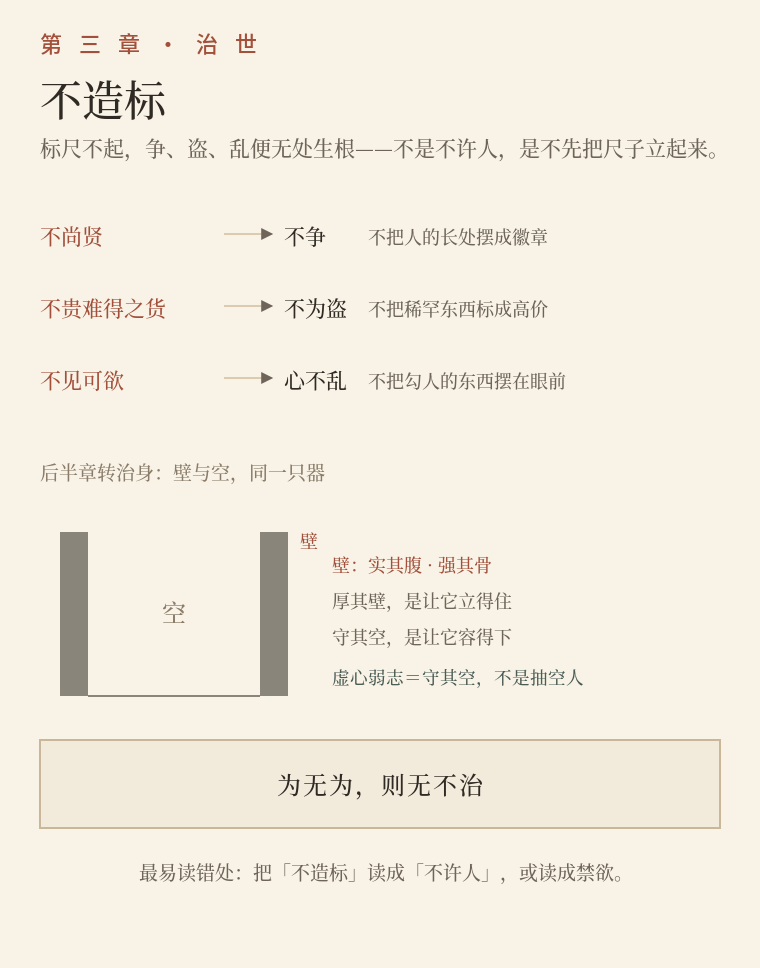 第三章·治世
不造标
标尺不起，争、盗、乱便无处生根——不是不许人，是不先把尺子立起来。
不尚贤 不争 不把人的长处摆成徽章
不贵难得之货 不为盗 不把稀罕东西标成高价
不见可欲 心不乱 不把勾人的东西摆在眼前
后半章转治身：壁与空，同一只器
壁
空
壁：实其腹·强其骨
厚其壁，是让它立得住
守其空，是让它容得下
虚心弱志＝守其空，不是抽空人
为无为，则无不治
最易读错处：把「不造标」读成「不许人」，或读成禁欲。